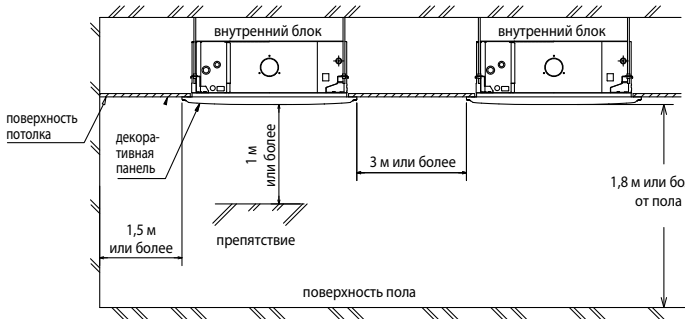 внутренний блок
внутренний блок
поверхность
потолка
декора-
тивная
панель
1 м
или более
3 м или более
1,8 м или бо
от пола
1,5 м
или более
препятствие
поверхность пола